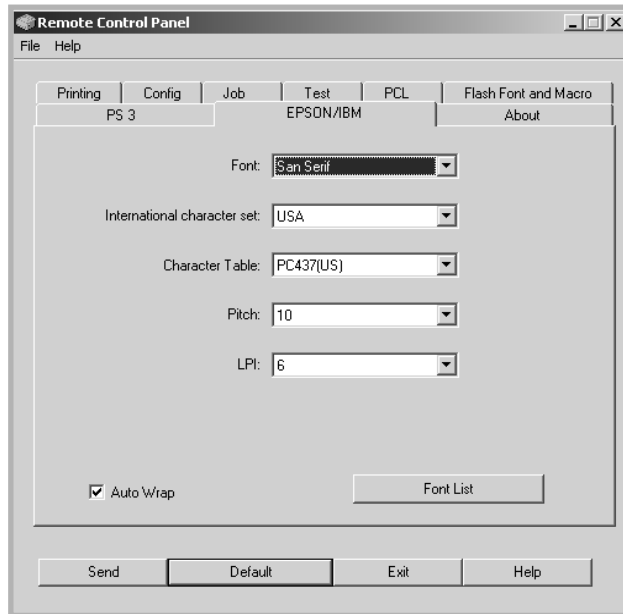 Remote Control Panel
File Help
Printing Config Job Test PCL Flash Font and Macro
PS 3 EPSON/IBM About
Font: San Serif
International character set: USA
Character Table: PC437(US)
Pitch: 10
LPI: 6
Auto Wrap Font List
Send Default Exit Help